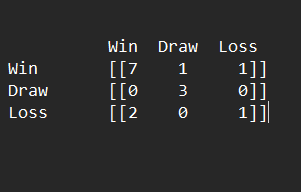 Win Draw Loss
Win [[7 1 1]]
Draw [[0 3 0]]
Loss [[2 0 1]]